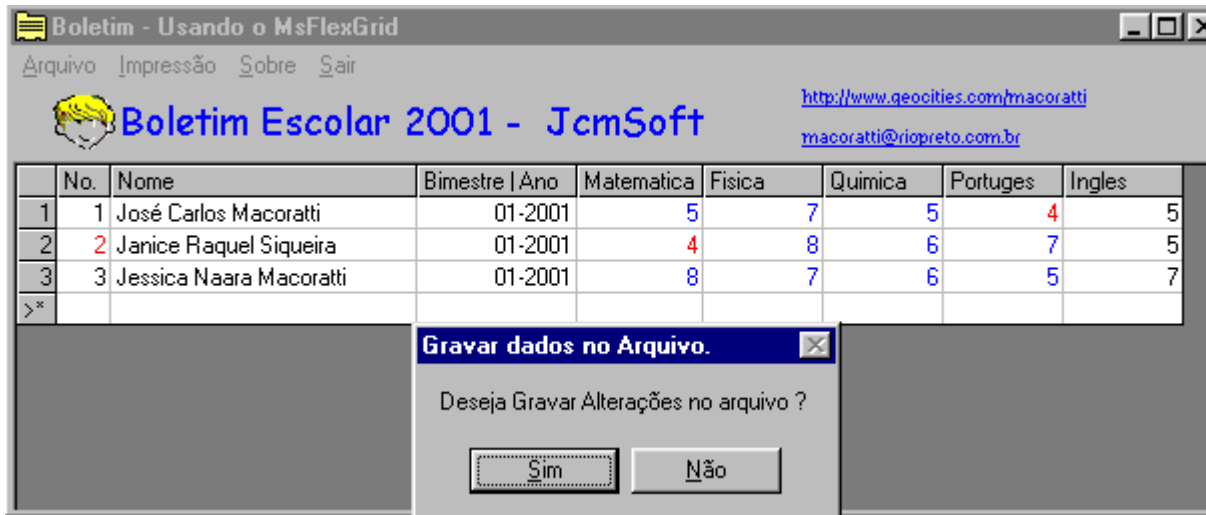 Boletim - Usando o MsFlexGrid
Arquivo Impressão Sobre Sair
Boletim Escolar 2001 - JcmSoft
http://www.geocities.com/macoratti
macoratti@riopreto.com.br
No. Nome Bimestre | Ano Matematica Fisica Quimica Portuges Ingles
1 1 José Carlos Macoratti 01-2001 5 7 5 4 5
2 2 Janice Raquel Siqueira 01-2001 4 8 6 7 5
3 3 Jessica Naara Macoratti 01-2001 8 7 6 5 7
>*
Gravar dados no Arquivo.
Deseja Gravar Alterações no arquivo ?
Sim Não